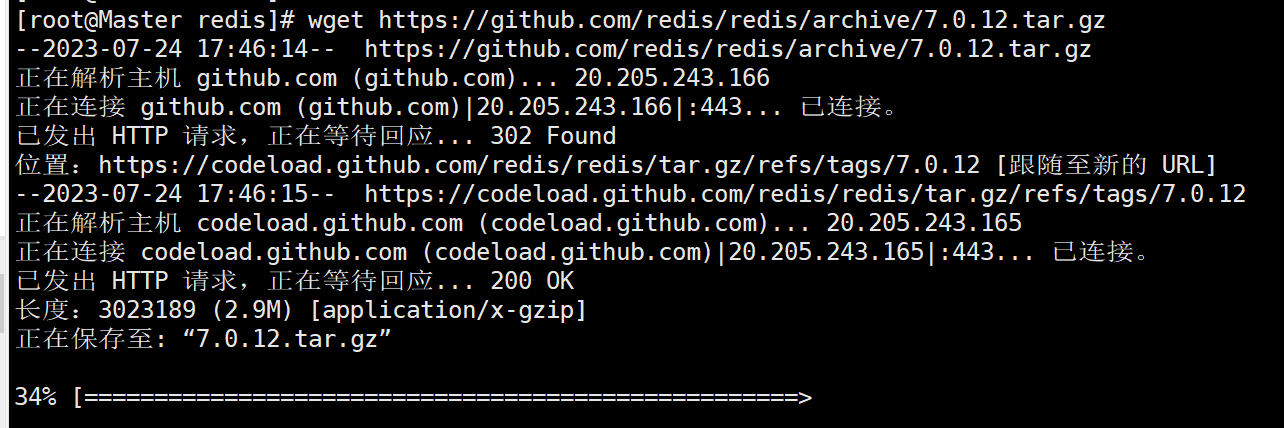 [root@Master redis]# wget https://github.com/redis/redis/archive/7.0.12.tar.gz
--2023-07-24 17:46:14--  https://github.com/redis/redis/archive/7.0.12.tar.gz
正在解析主机 github.com (github.com)... 20.205.243.166
正在连接 github.com (github.com)|20.205.243.166|:443... 已连接。
已发出 HTTP 请求，正在等待回应... 302 Found
位置：https://codeload.github.com/redis/redis/tar.gz/refs/tags/7.0.12 [跟随至新的 URL]
--2023-07-24 17:46:15--  https://codeload.github.com/redis/redis/tar.gz/refs/tags/7.0.12
正在解析主机 codeload.github.com (codeload.github.com)... 20.205.243.165
正在连接 codeload.github.com (codeload.github.com)|20.205.243.165|:443... 已连接。
已发出 HTTP 请求，正在等待回应... 200 OK
长度：3023189 (2.9M) [application/x-gzip]
正在保存至: “7.0.12.tar.gz”
34% [===================================================>